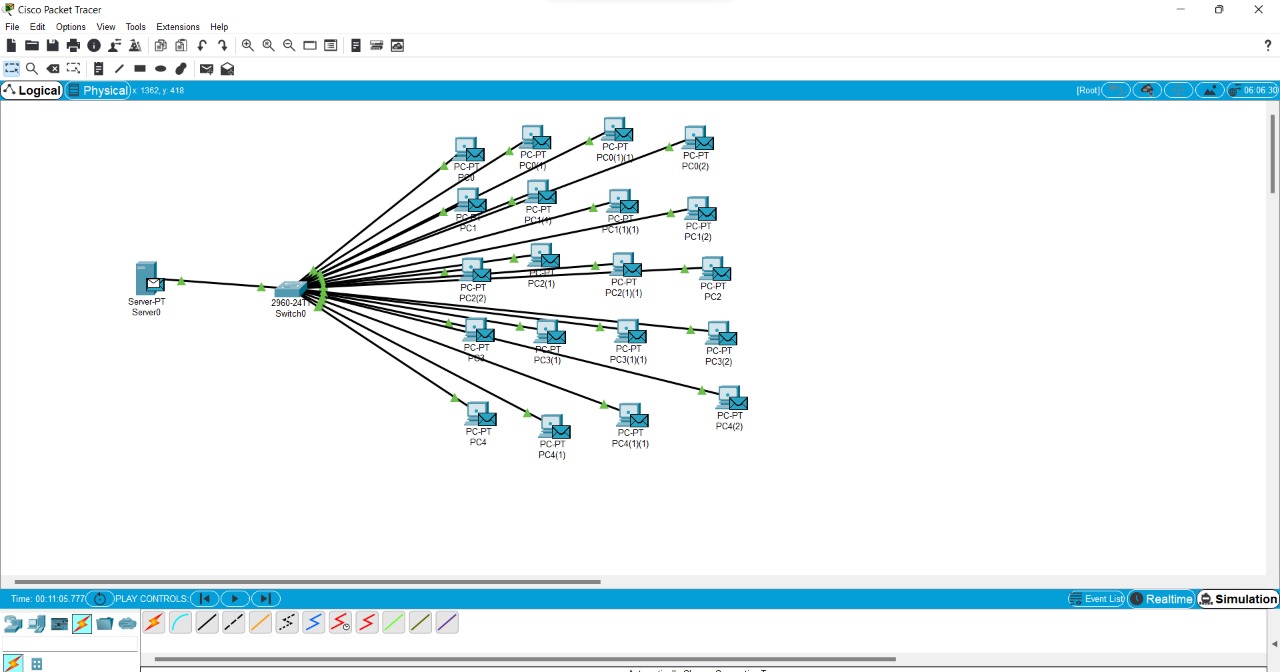 Cisco Packet Tracer
File Edit Options View Tools Extensions Help
?
Logical Physical x: 1362, y: 418 [Root] 06:06:30
PC-PT
PC0
PC-PT
PC0(1)
PC-PT
PC0(1)(1)
PC-PT
PC0(2)
PC-PT
PC1
PC-PT
PC1(1)
PC-PT
PC1(1)(1)
PC-PT
PC1(2)
Server-PT
Server0
2960-24TT
Switch0
PC-PT
PC2(2)
PC-PT
PC2(1)
PC-PT
PC2(1)(1)
PC-PT
PC2
PC-PT
PC3
PC-PT
PC3(1)
PC-PT
PC3(1)(1)
PC-PT
PC3(2)
PC-PT
PC4
PC-PT
PC4(1)
PC-PT
PC4(1)(1)
PC-PT
PC4(2)
Time: 00:11:05.777 PLAY CONTROLS: Event List Realtime Simulation